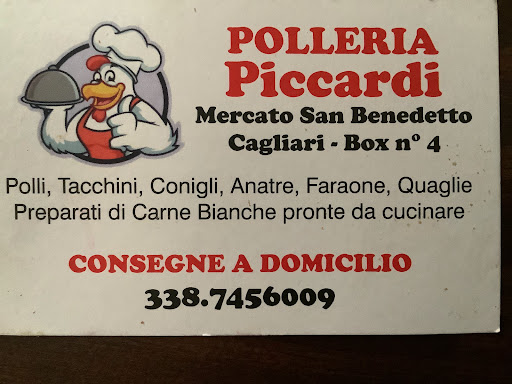 POLLERIA
Piccardi
Mercato San Benedetto
Cagliari - Box n° 4
Polli, Tacchini, Conigli, Anatre, Faraone, Quaglie
Preparati di Carne Bianche pronte da cucinare
CONSEGNE A DOMICILIO
338.7456009